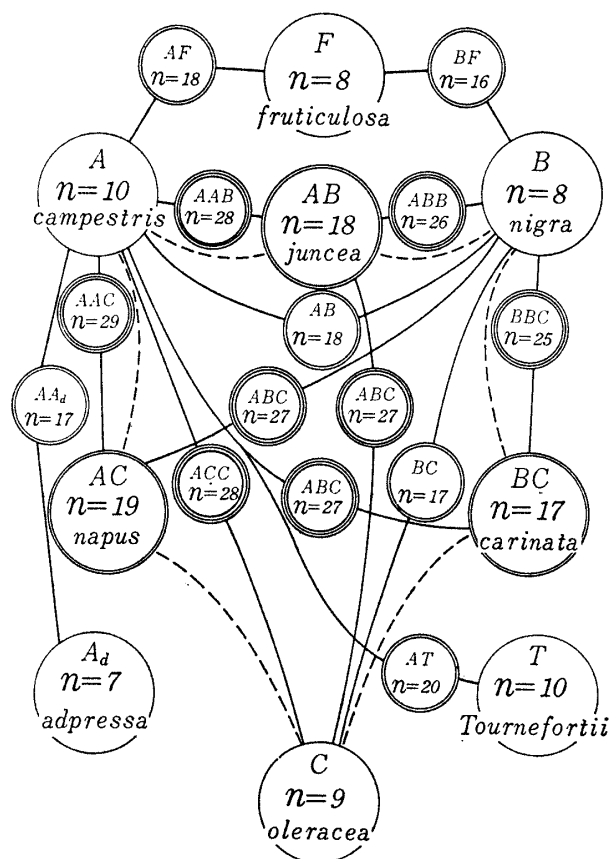 F
n=8
fruticulosa
AF
n=18
BF
n=16
A
n=10
campestris
AAB
n=28
AB
n=18
juncea
ABB
n=26
B
n=8
nigra
AAC
n=29
AB
n=18
BBC
n=25
AA_d
n=17
ABC
n=27
ABC
n=27
AC
n=19
napus
ACC
n=28
ABC
n=27
BC
n=17
BC
n=17
carinata
A_d
n=7
adpressa
AT
n=20
T
n=10
Tournefortii
C
n=9
oleracea